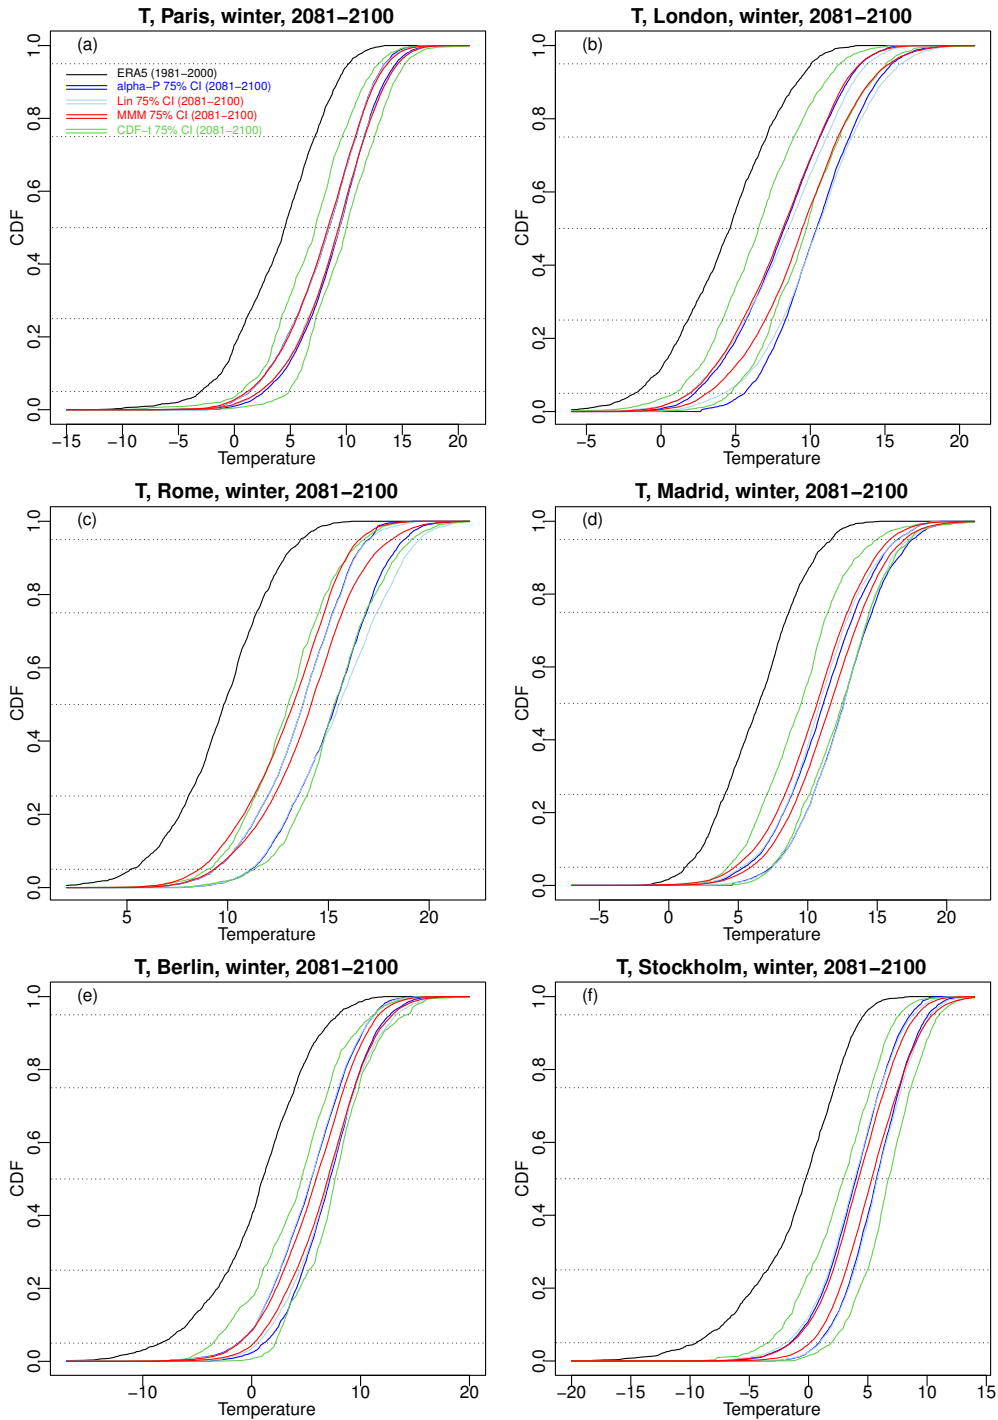 T, Paris, winter, 2081−2100
(a)
ERA5 (1981−2000)
alpha−P 75% CI (2081−2100)
Lin 75% CI (2081−2100)
MMM 75% CI (2081−2100)
CDF−t 75% CI (2081−2100)
CDF
0.0 0.2 0.4 0.6 0.8 1.0
−15 −10 −5 0 5 10 15 20
Temperature
T, London, winter, 2081−2100
(b)
CDF
0.0 0.2 0.4 0.6 0.8 1.0
−5 0 5 10 15 20
Temperature
T, Rome, winter, 2081−2100
(c)
CDF
0.0 0.2 0.4 0.6 0.8 1.0
5 10 15 20
Temperature
T, Madrid, winter, 2081−2100
(d)
CDF
0.0 0.2 0.4 0.6 0.8 1.0
−5 0 5 10 15 20
Temperature
T, Berlin, winter, 2081−2100
(e)
CDF
0.0 0.2 0.4 0.6 0.8 1.0
−10 0 10 20
Temperature
T, Stockholm, winter, 2081−2100
(f)
CDF
0.0 0.2 0.4 0.6 0.8 1.0
−20 −15 −10 −5 0 5 10 15
Temperature